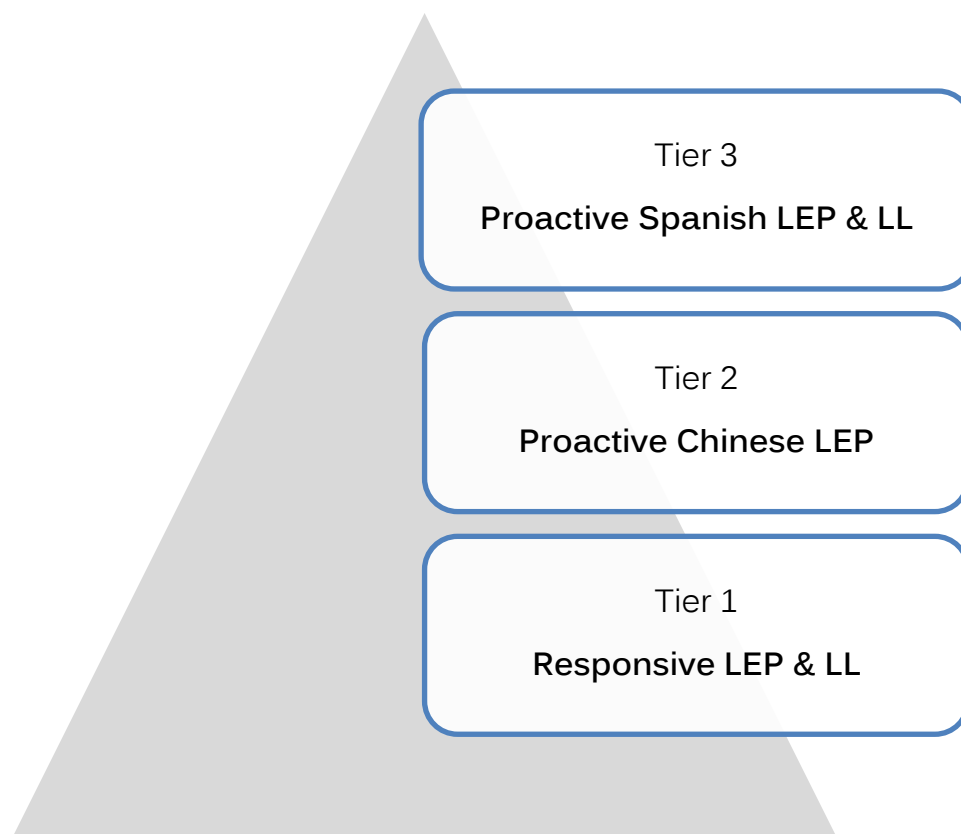 Tier 3
Proactive Spanish LEP & LL
Tier 2
Proactive Chinese LEP
Tier 1
Responsive LEP & LL